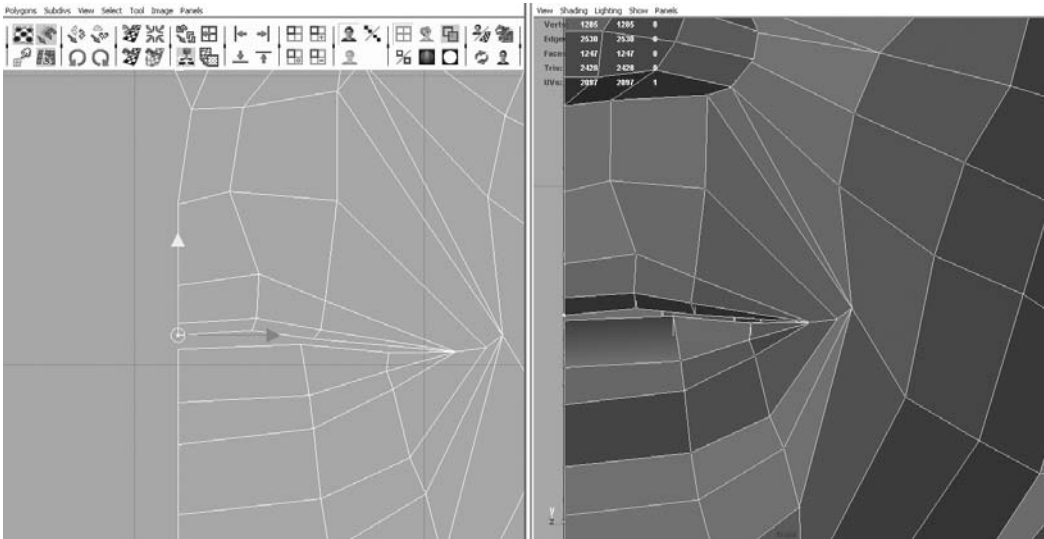 Polygons Subdivs View Select Tool Image Panels
View Shading Lighting Show Panels
Verts: 1285 1285 0
Edges: 2530 2530 0
Faces: 1247 1247 0
Tris: 2428 2428 0
UVs: 2097 2097 1
y
z